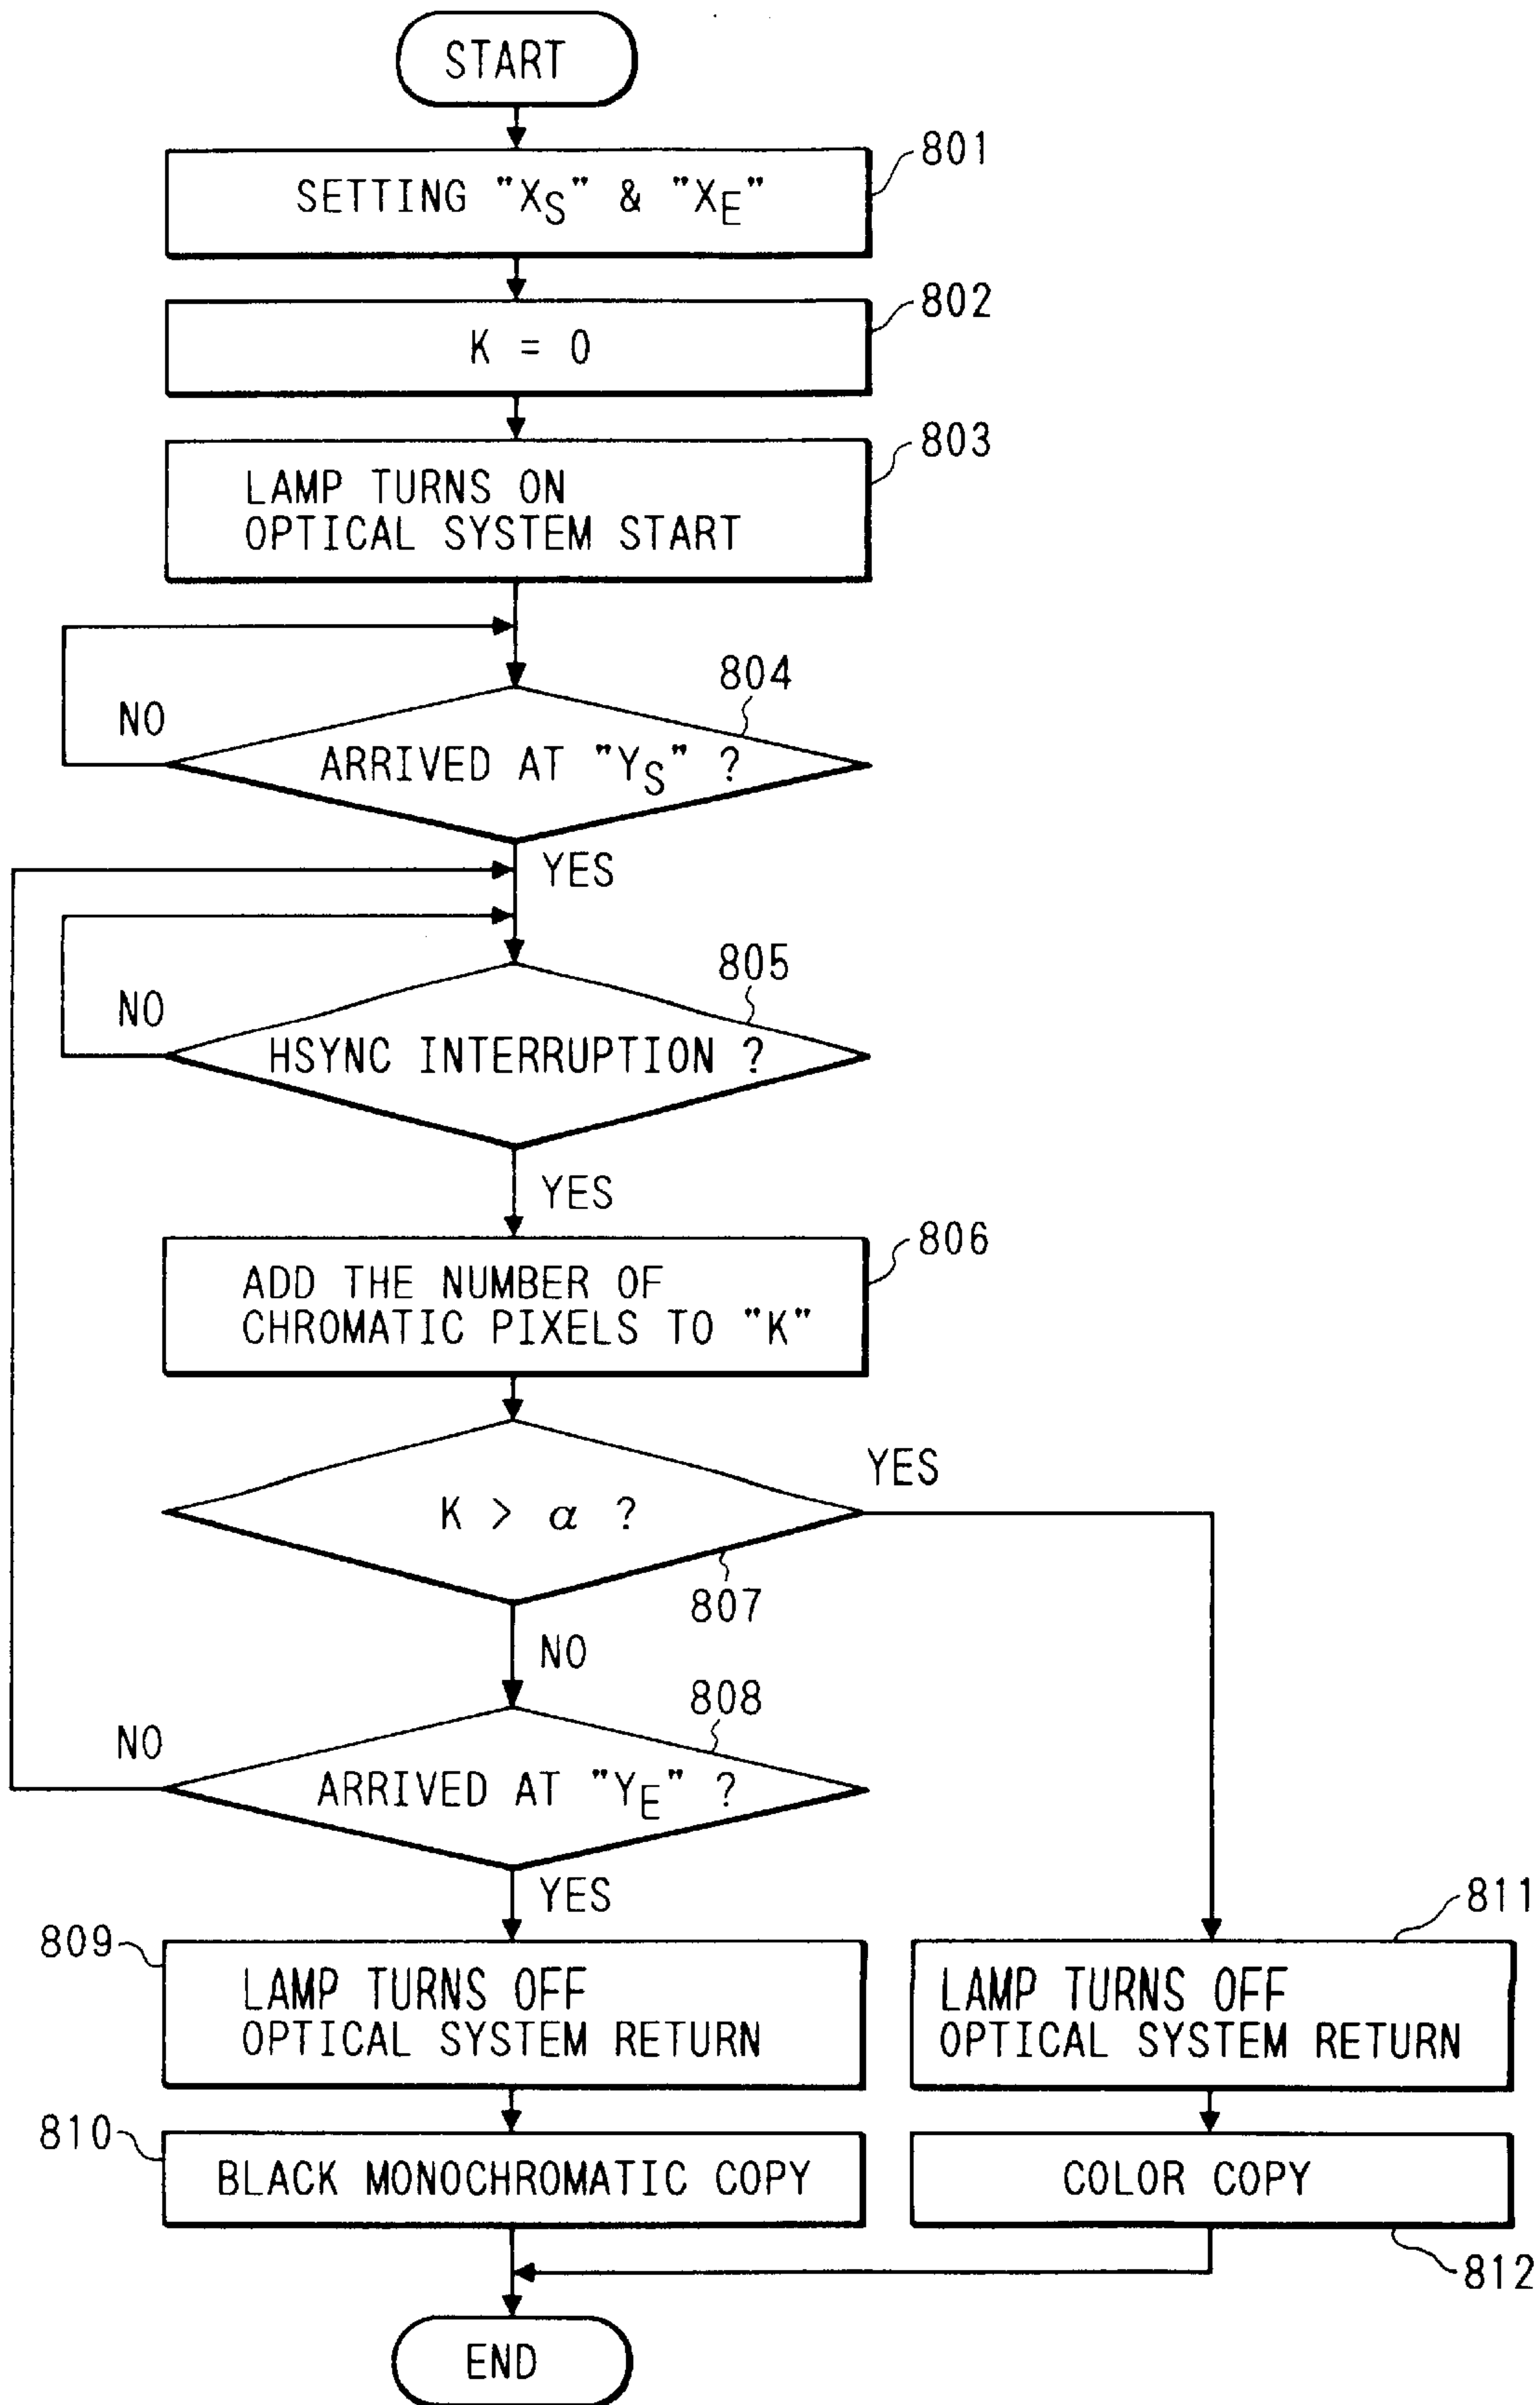 START
801
SETTING "XS" & "XE"
802
K = 0
803
LAMP TURNS ON
OPTICAL SYSTEM START
804
NO
ARRIVED AT "YS" ?
YES
805
NO
HSYNC INTERRUPTION ?
YES
806
ADD THE NUMBER OF
CHROMATIC PIXELS TO "K"
YES
K > α ?
807
NO
808
NO
ARRIVED AT "YE" ?
YES
811
809
LAMP TURNS OFF
OPTICAL SYSTEM RETURN
LAMP TURNS OFF
OPTICAL SYSTEM RETURN
810
BLACK MONOCHROMATIC COPY
COLOR COPY
812
END